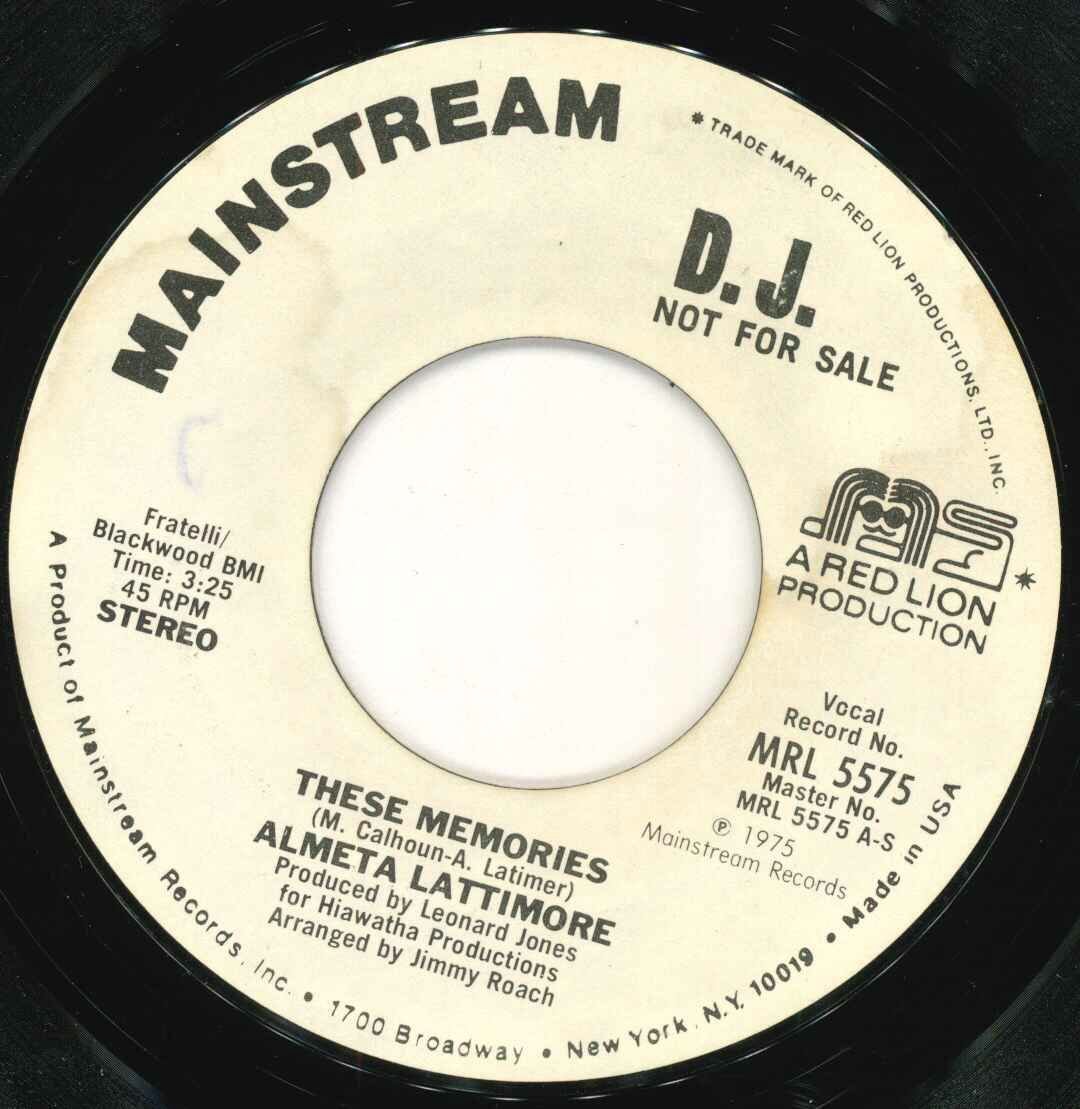 MAINSTREAM
* TRADE MARK OF RED LION PRODUCTIONS, LTD., INC.
D.J.
NOT FOR SALE
Fratelli/
Blackwood BMI
Time: 3:25
45 RPM
STEREO
A RED LION
PRODUCTION
*
Vocal
Record No.
MRL 5575
Master No.
MRL 5575 A-S
℗ 1975
Mainstream Records
THESE MEMORIES
(M. Calhoun-A. Latimer)
ALMETA LATTIMORE
Produced by Leonard Jones
for Hiawatha Productions
Arranged by Jimmy Roach
A Product of Mainstream Records, Inc. • 1700 Broadway • New York, N.Y. 10019 • Made in USA